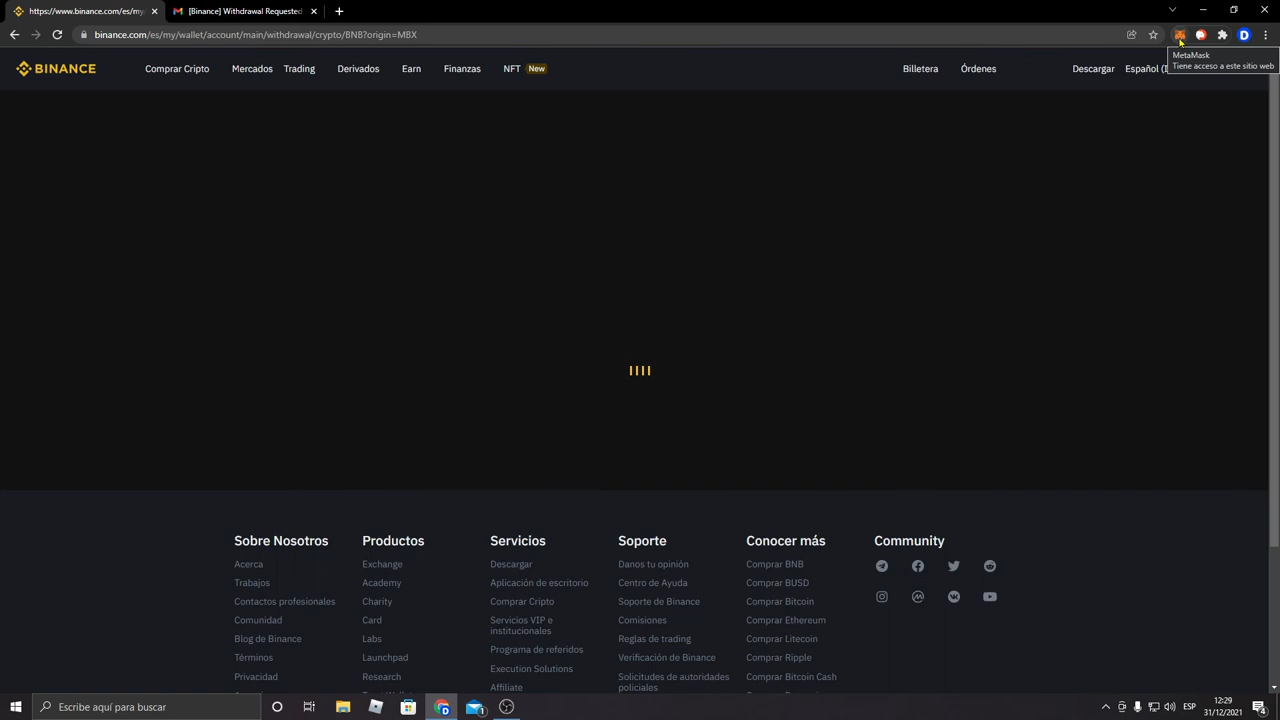 https://www.binance.com/es/my
[Binance] Withdrawal Requested
binance.com/es/my/wallet/account/main/withdrawal/crypto/BNB?origin=MBX
D
MetaMask
Tiene acceso a este sitio web
BINANCE
Comprar Cripto
Mercados
Trading
Derivados
Earn
Finanzas
NFT New
Billetera
Órdenes
Descargar
Español
Sobre Nosotros
Acerca
Trabajos
Contactos profesionales
Comunidad
Blog de Binance
Términos
Privacidad
Productos
Exchange
Academy
Charity
Card
Labs
Launchpad
Research
Servicios
Descargar
Aplicación de escritorio
Comprar Cripto
Servicios VIP e
institucionales
Programa de referidos
Execution Solutions
Affiliate
Soporte
Danos tu opinión
Centro de Ayuda
Soporte de Binance
Comisiones
Reglas de trading
Verificación de Binance
Solicitudes de autoridades
policiales
Conocer más
Comprar BNB
Comprar BUSD
Comprar Bitcoin
Comprar Ethereum
Comprar Litecoin
Comprar Ripple
Comprar Bitcoin Cash
Community
Escribe aquí para buscar
D
1
ESP
12:29
31/12/2021
4